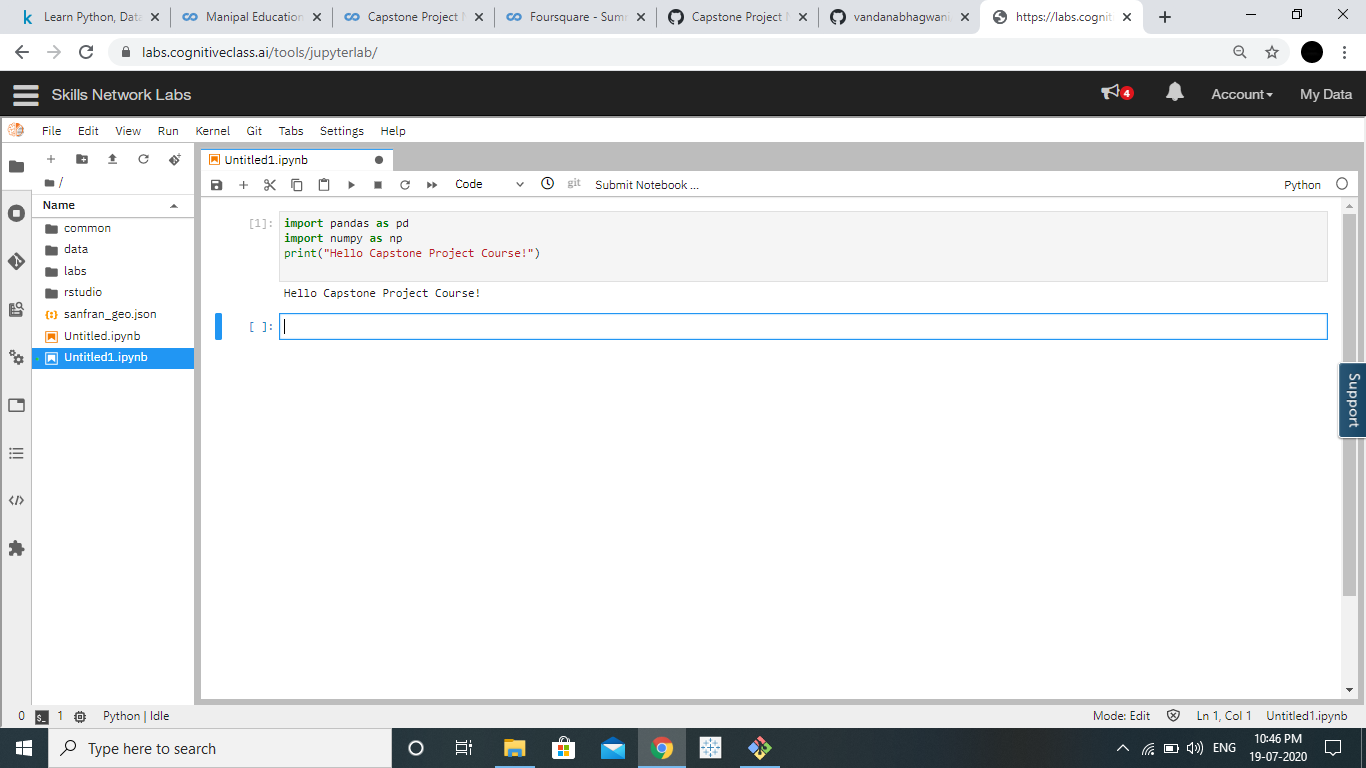 Learn Python, Data
Manipal Education
Capstone Project N
Foursquare - Sum
Capstone Project N
vandanabhagwani/
https://labs.cognit
labs.cognitiveclass.ai/tools/jupyterlab/
Skills Network Labs
4
Account
My Data
File Edit View Run Kernel Git Tabs Settings Help
Untitled1.ipynb
/
Code
git
Submit Notebook ...
Python
Name
common
data
labs
rstudio
sanfran_geo.json
Untitled.ipynb
Untitled1.ipynb
[1]: import pandas as pd
import numpy as np
print("Hello Capstone Project Course!")
Hello Capstone Project Course!
[ ]:
Support
0
$_
1
Python | Idle
Mode: Edit
Ln 1, Col 1
Untitled1.ipynb
Type here to search
ENG
10:46 PM
19-07-2020